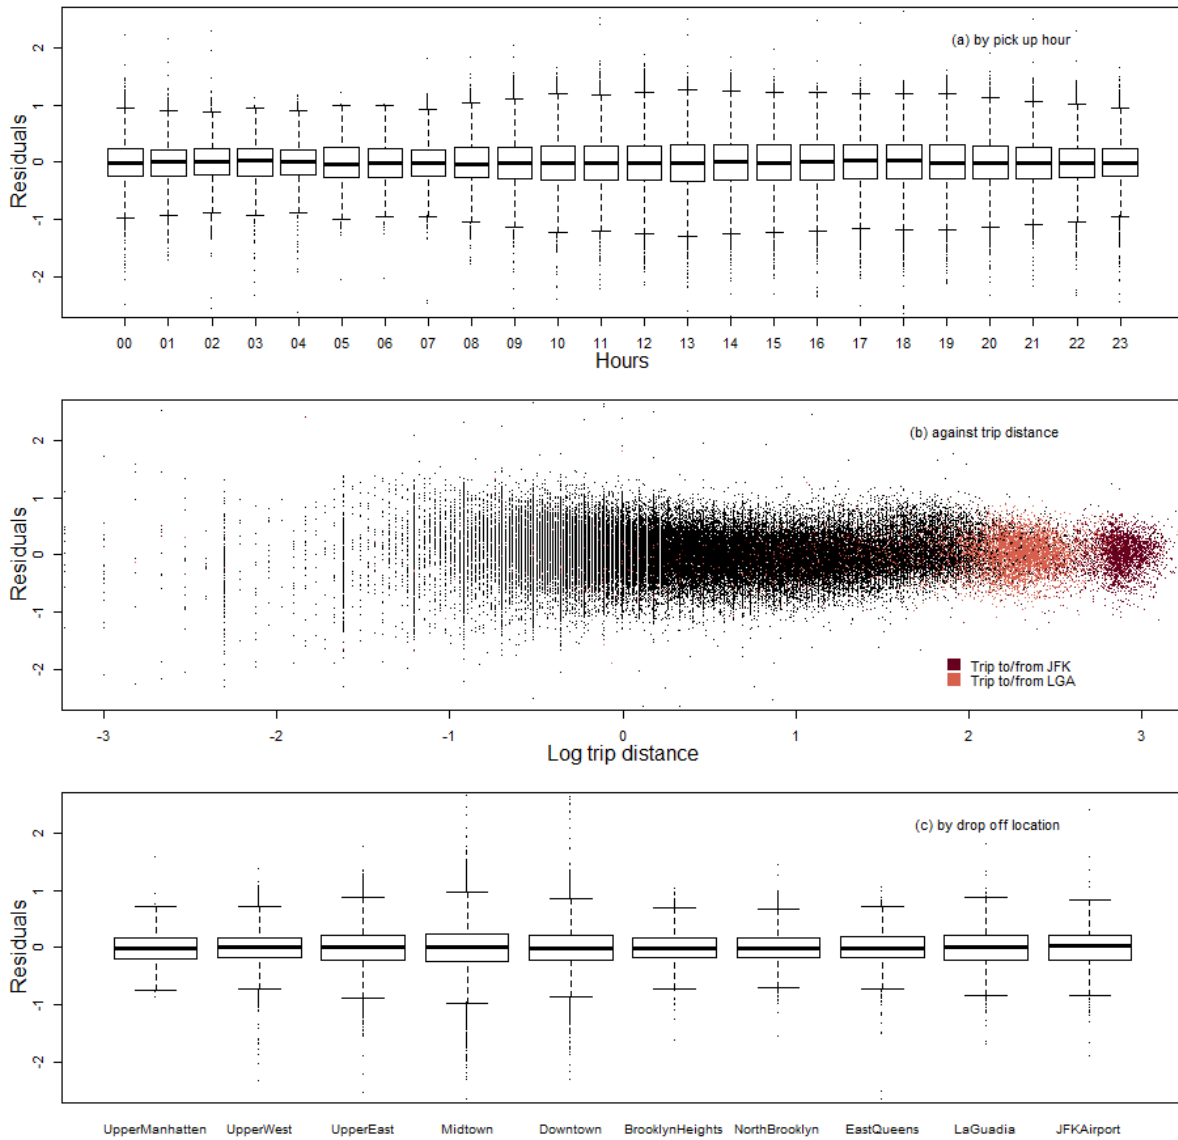 (a) by pick up hour
Residuals
2
1
0
-1
-2
00 01 02 03 04 05 06 07 08 09 10 11 12 13 14 15 16 17 18 19 20 21 22 23
Hours
(b) against trip distance
Residuals
2
1
0
-1
-2
Trip to/from JFK
Trip to/from LGA
-3 -2 -1 0 1 2 3
Log trip distance
(c) by drop off location
Residuals
2
1
0
-1
-2
UpperManhatten UpperWest UpperEast Midtown Downtown BrooklynHeights NorthBrooklyn EastQueens LaGuadia JFKAirport